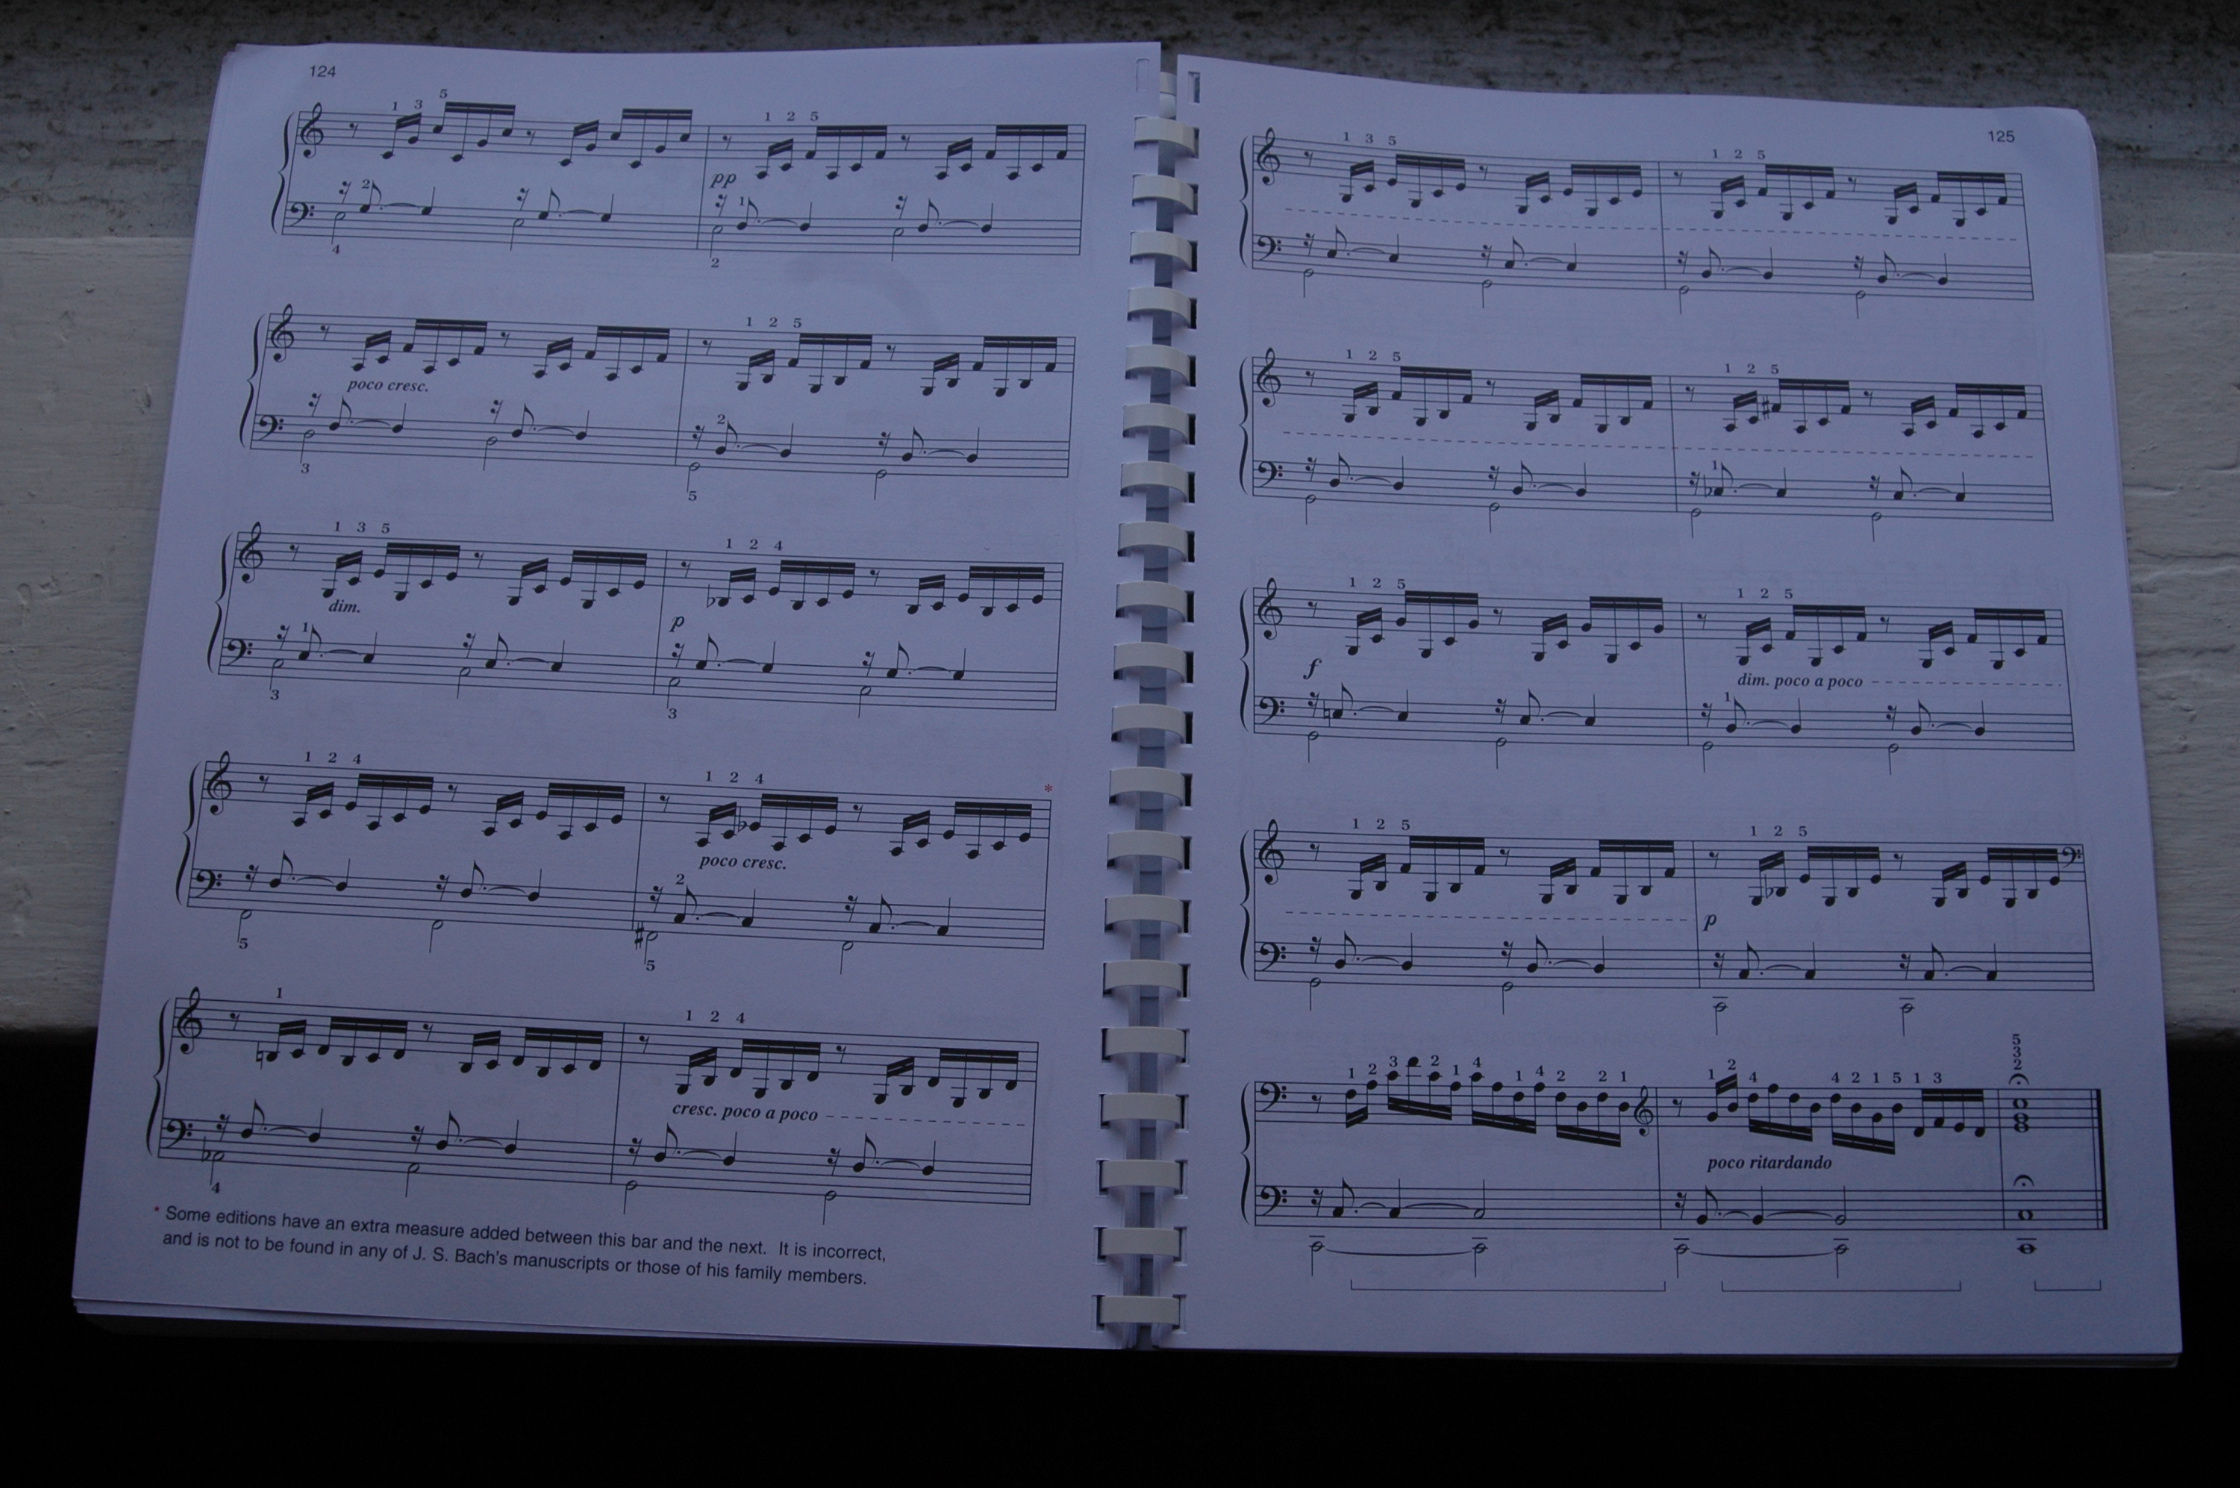 124
1 3 5
1 2 5
pp
2
1
4
2
1 2 5
poco cresc.
2
3
5
1 3 5
1 2 4
dim.
p
1
3
3
1 2 4
1 2 4
*
poco cresc.
2
5
5
1
1 2 4
cresc. poco a poco
4
* Some editions have an extra measure added between this bar and the next. It is incorrect,
and is not to be found in any of J. S. Bach's manuscripts or those of his family members.
125
1 3 5
1 2 5
1 2 5
1 2 5
1
1 2 5
1 2 5
f
dim. poco a poco
1
1 2 5
1 2 5
p
5
3
2
1 2 3 2 1 4 1 4 2 2 1
1 2 4 4 2 1 5 1 3
poco ritardando